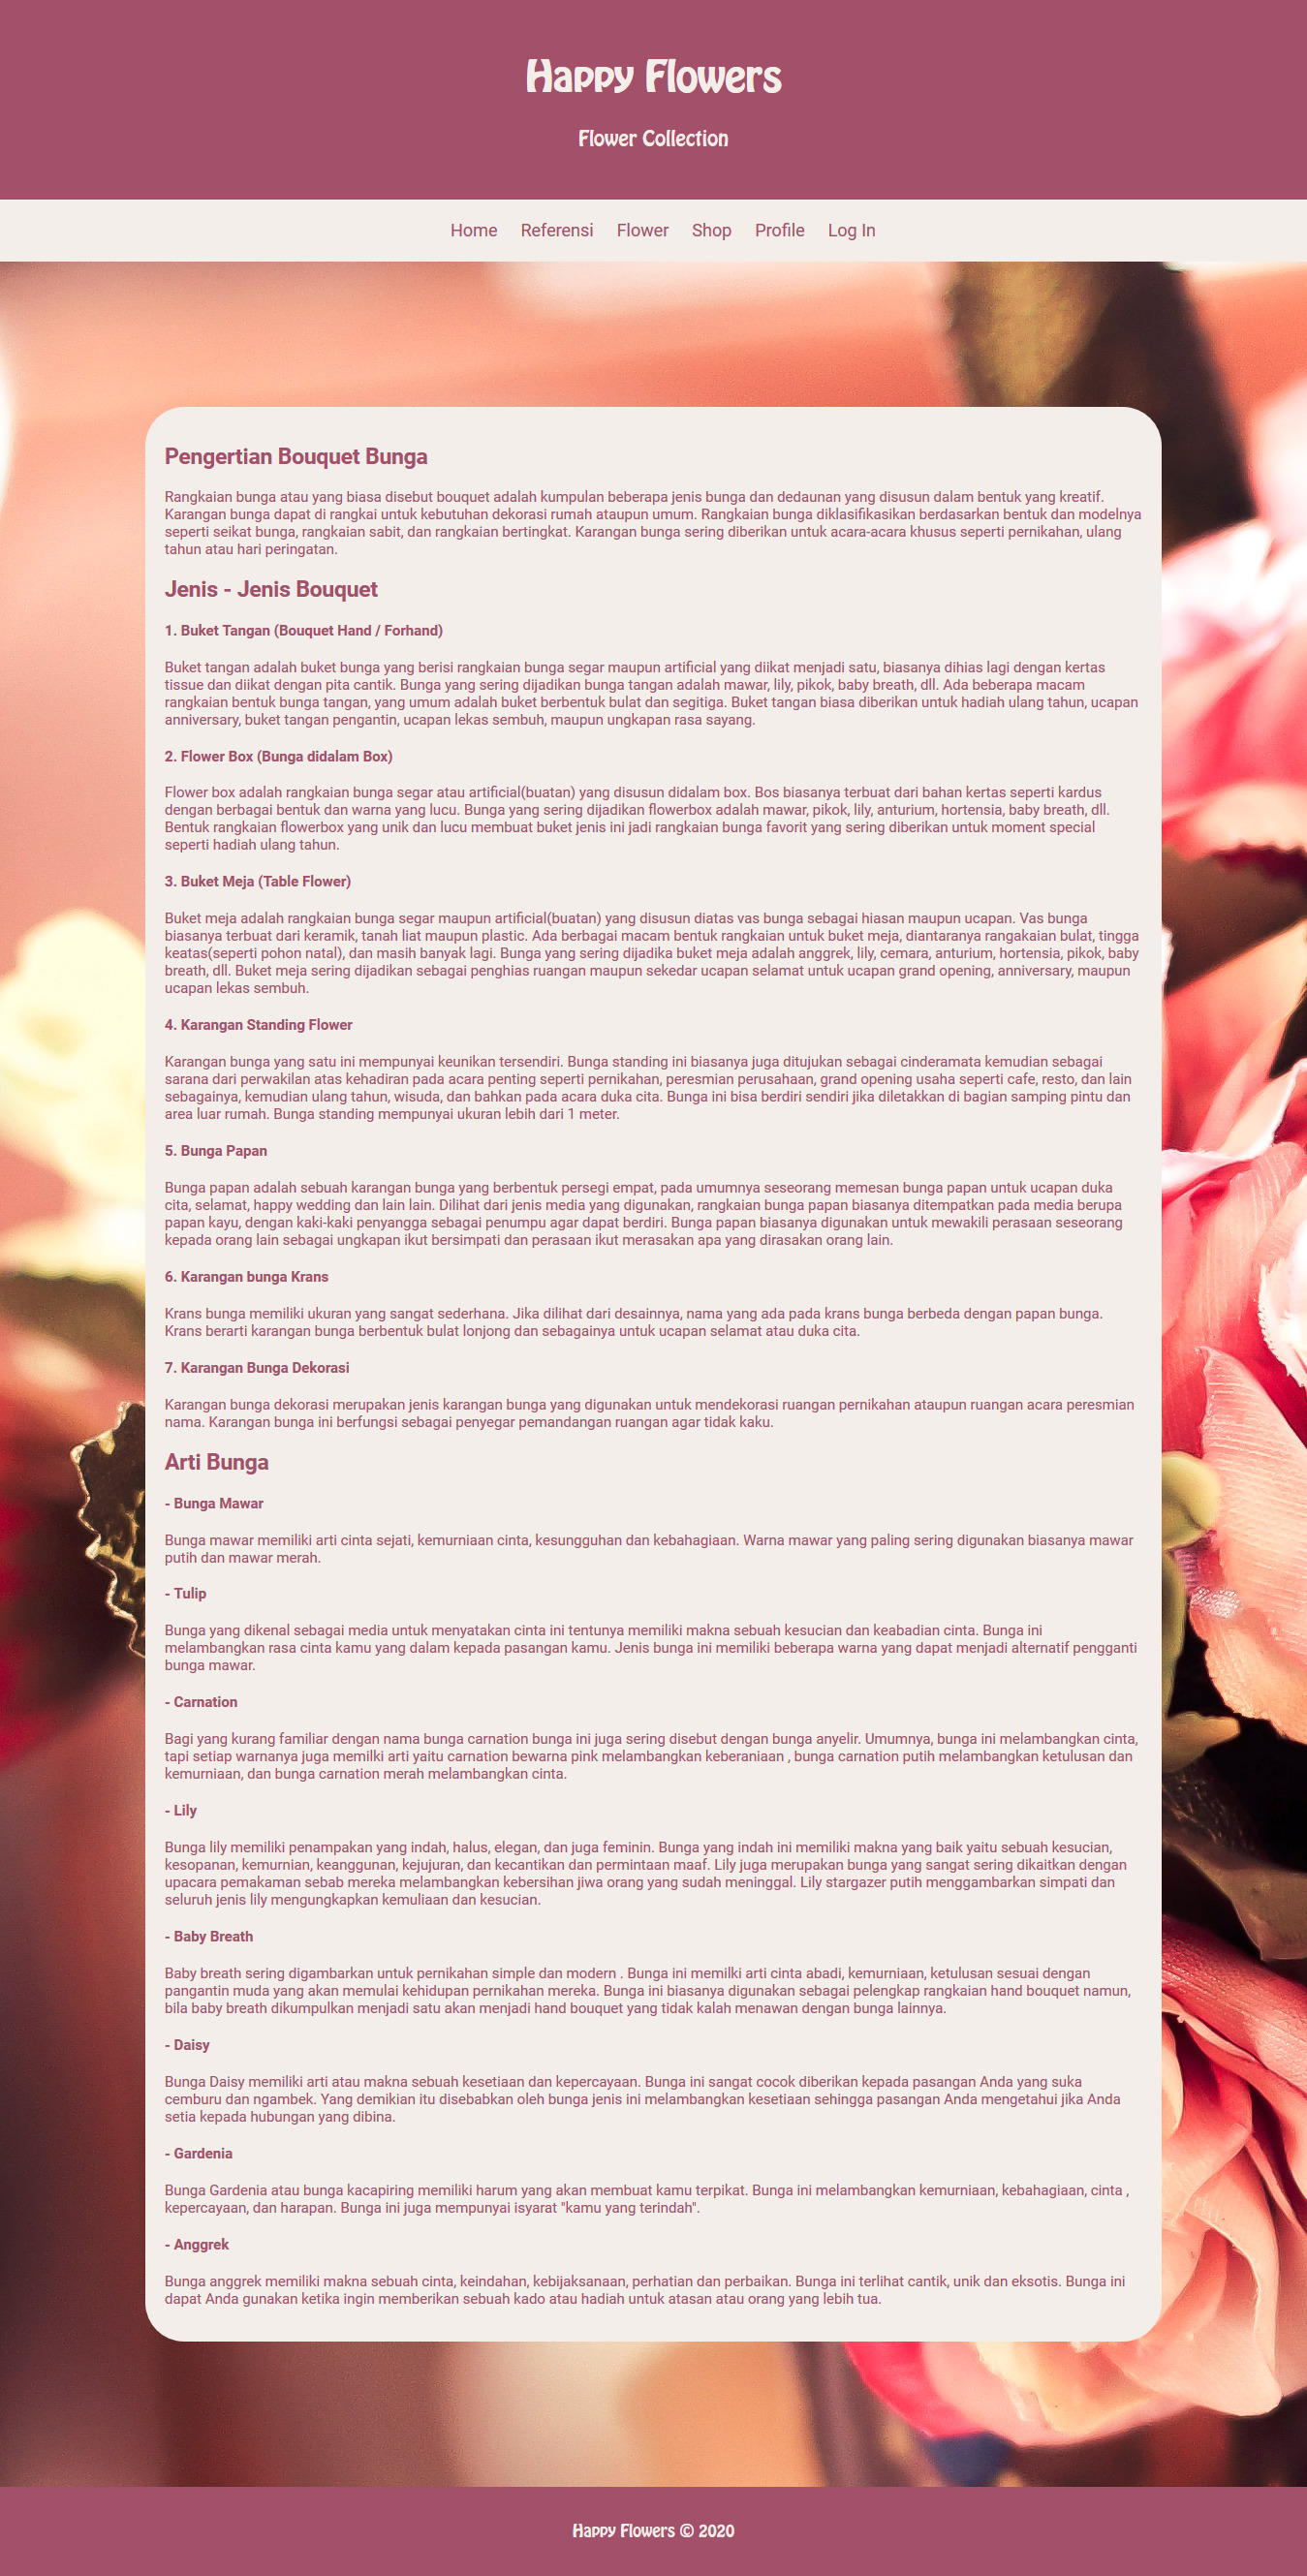 Happy Flowers
Flower Collection
Home Referensi Flower Shop Profile Log In
Pengertian Bouquet Bunga
Rangkaian bunga atau yang biasa disebut bouquet adalah kumpulan beberapa jenis bunga dan dedaunan yang disusun dalam bentuk yang kreatif.
Karangan bunga dapat di rangkai untuk kebutuhan dekorasi rumah ataupun umum. Rangkaian bunga diklasifikasikan berdasarkan bentuk dan modelnya
seperti seikat bunga, rangkaian sabit, dan rangkaian bertingkat. Karangan bunga sering diberikan untuk acara-acara khusus seperti pernikahan, ulang
tahun atau hari peringatan.
Jenis - Jenis Bouquet
1. Buket Tangan (Bouquet Hand / Forhand)
Buket tangan adalah buket bunga yang berisi rangkaian bunga segar maupun artificial yang diikat menjadi satu, biasanya dihias lagi dengan kertas
tissue dan diikat dengan pita cantik. Bunga yang sering dijadikan bunga tangan adalah mawar, lily, pikok, baby breath, dll. Ada beberapa macam
rangkaian bentuk bunga tangan, yang umum adalah buket berbentuk bulat dan segitiga. Buket tangan biasa diberikan untuk hadiah ulang tahun, ucapan
anniversary, buket tangan pengantin, ucapan lekas sembuh, maupun ungkapan rasa sayang.
2. Flower Box (Bunga didalam Box)
Flower box adalah rangkaian bunga segar atau artificial(buatan) yang disusun didalam box. Bos biasanya terbuat dari bahan kertas seperti kardus
dengan berbagai bentuk dan warna yang lucu. Bunga yang sering dijadikan flowerbox adalah mawar, pikok, lily, anturium, hortensia, baby breath, dll.
Bentuk rangkaian flowerbox yang unik dan lucu membuat buket jenis ini jadi rangkaian bunga favorit yang sering diberikan untuk moment special
seperti hadiah ulang tahun.
3. Buket Meja (Table Flower)
Buket meja adalah rangkaian bunga segar maupun artificial(buatan) yang disusun diatas vas bunga sebagai hiasan maupun ucapan. Vas bunga
biasanya terbuat dari keramik, tanah liat maupun plastic. Ada berbagai macam bentuk rangkaian untuk buket meja, diantaranya rangakaian bulat, tingga
keatas(seperti pohon natal), dan masih banyak lagi. Bunga yang sering dijadika buket meja adalah anggrek, lily, cemara, anturium, hortensia, pikok, baby
breath, dll. Buket meja sering dijadikan sebagai penghias ruangan maupun sekedar ucapan selamat untuk ucapan grand opening, anniversary, maupun
ucapan lekas sembuh.
4. Karangan Standing Flower
Karangan bunga yang satu ini mempunyai keunikan tersendiri. Bunga standing ini biasanya juga ditujukan sebagai cinderamata kemudian sebagai
sarana dari perwakilan atas kehadiran pada acara penting seperti pernikahan, peresmian perusahaan, grand opening usaha seperti cafe, resto, dan lain
sebagainya, kemudian ulang tahun, wisuda, dan bahkan pada acara duka cita. Bunga ini bisa berdiri sendiri jika diletakkan di bagian samping pintu dan
area luar rumah. Bunga standing mempunyai ukuran lebih dari 1 meter.
5. Bunga Papan
Bunga papan adalah sebuah karangan bunga yang berbentuk persegi empat, pada umumnya seseorang memesan bunga papan untuk ucapan duka
cita, selamat, happy wedding dan lain lain. Dilihat dari jenis media yang digunakan, rangkaian bunga papan biasanya ditempatkan pada media berupa
papan kayu, dengan kaki-kaki penyangga sebagai penumpu agar dapat berdiri. Bunga papan biasanya digunakan untuk mewakili perasaan seseorang
kepada orang lain sebagai ungkapan ikut bersimpati dan perasaan ikut merasakan apa yang dirasakan orang lain.
6. Karangan bunga Krans
Krans bunga memiliki ukuran yang sangat sederhana. Jika dilihat dari desainnya, nama yang ada pada krans bunga berbeda dengan papan bunga.
Krans berarti karangan bunga berbentuk bulat lonjong dan sebagainya untuk ucapan selamat atau duka cita.
7. Karangan Bunga Dekorasi
Karangan bunga dekorasi merupakan jenis karangan bunga yang digunakan untuk mendekorasi ruangan pernikahan ataupun ruangan acara peresmian
nama. Karangan bunga ini berfungsi sebagai penyegar pemandangan ruangan agar tidak kaku.
Arti Bunga
- Bunga Mawar
Bunga mawar memiliki arti cinta sejati, kemurniaan cinta, kesungguhan dan kebahagiaan. Warna mawar yang paling sering digunakan biasanya mawar
putih dan mawar merah.
- Tulip
Bunga yang dikenal sebagai media untuk menyatakan cinta ini tentunya memiliki makna sebuah kesucian dan keabadian cinta. Bunga ini
melambangkan rasa cinta kamu yang dalam kepada pasangan kamu. Jenis bunga ini memiliki beberapa warna yang dapat menjadi alternatif pengganti
bunga mawar.
- Carnation
Bagi yang kurang familiar dengan nama bunga carnation bunga ini juga sering disebut dengan bunga anyelir. Umumnya, bunga ini melambangkan cinta,
tapi setiap warnanya juga memilki arti yaitu carnation bewarna pink melambangkan keberaniaan , bunga carnation putih melambangkan ketulusan dan
kemurniaan, dan bunga carnation merah melambangkan cinta.
- Lily
Bunga lily memiliki penampakan yang indah, halus, elegan, dan juga feminin. Bunga yang indah ini memiliki makna yang baik yaitu sebuah kesucian,
kesopanan, kemurnian, keanggunan, kejujuran, dan kecantikan dan permintaan maaf. Lily juga merupakan bunga yang sangat sering dikaitkan dengan
upacara pemakaman sebab mereka melambangkan kebersihan jiwa orang yang sudah meninggal. Lily stargazer putih menggambarkan simpati dan
seluruh jenis lily mengungkapkan kemuliaan dan kesucian.
- Baby Breath
Baby breath sering digambarkan untuk pernikahan simple dan modern . Bunga ini memilki arti cinta abadi, kemurniaan, ketulusan sesuai dengan
pangantin muda yang akan memulai kehidupan pernikahan mereka. Bunga ini biasanya digunakan sebagai pelengkap rangkaian hand bouquet namun,
bila baby breath dikumpulkan menjadi satu akan menjadi hand bouquet yang tidak kalah menawan dengan bunga lainnya.
- Daisy
Bunga Daisy memiliki arti atau makna sebuah kesetiaan dan kepercayaan. Bunga ini sangat cocok diberikan kepada pasangan Anda yang suka
cemburu dan ngambek. Yang demikian itu disebabkan oleh bunga jenis ini melambangkan kesetiaan sehingga pasangan Anda mengetahui jika Anda
setia kepada hubungan yang dibina.
- Gardenia
Bunga Gardenia atau bunga kacapiring memiliki harum yang akan membuat kamu terpikat. Bunga ini melambangkan kemurniaan, kebahagiaan, cinta ,
kepercayaan, dan harapan. Bunga ini juga mempunyai isyarat "kamu yang terindah".
- Anggrek
Bunga anggrek memiliki makna sebuah cinta, keindahan, kebijaksanaan, perhatian dan perbaikan. Bunga ini terlihat cantik, unik dan eksotis. Bunga ini
dapat Anda gunakan ketika ingin memberikan sebuah kado atau hadiah untuk atasan atau orang yang lebih tua.
Happy Flowers © 2020